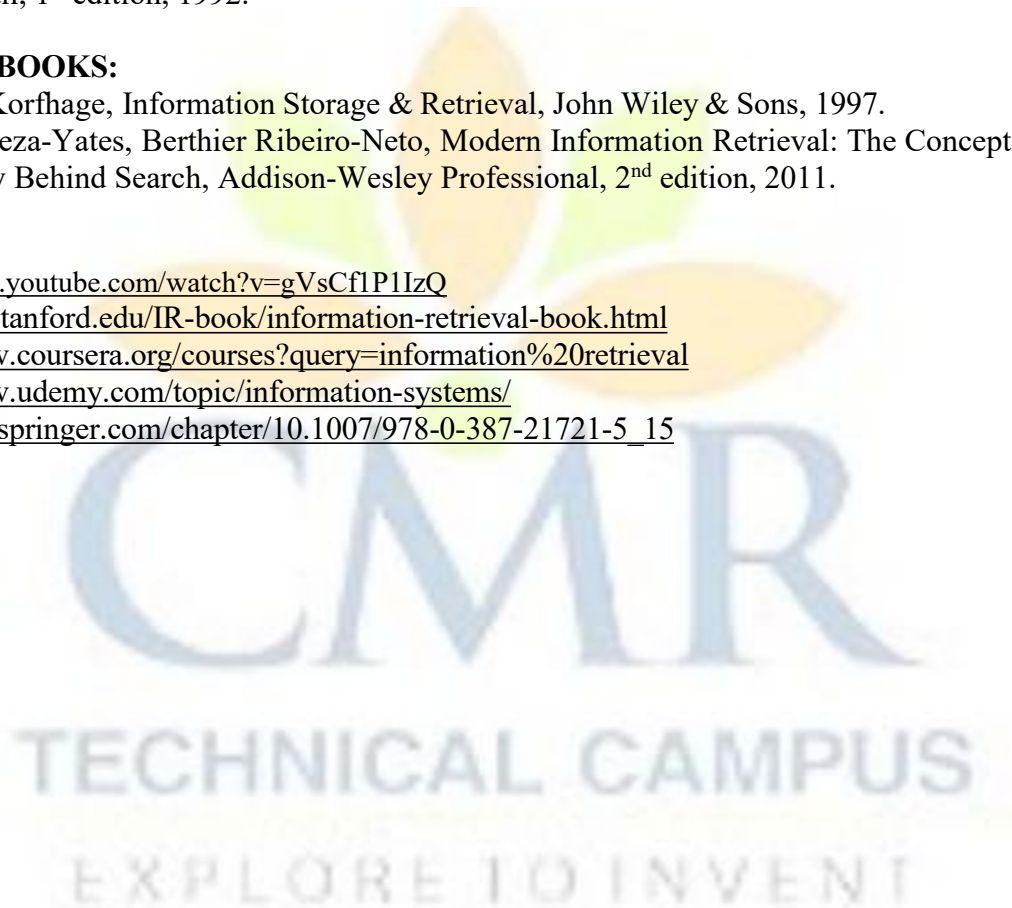 edition, 1992.
BOOKS:
Korfhage, Information Storage & Retrieval, John Wiley & Sons, 1997.
eza-Yates, Berthier Ribeiro-Neto, Modern Information Retrieval: The Concept
y Behind Search, Addison-Wesley Professional, 2nd edition, 2011.
.youtube.com/watch?v=gVsCf1P1IzQ
tanford.edu/IR-book/information-retrieval-book.html
w.coursera.org/courses?query=information%20retrieval
w.udemy.com/topic/information-systems/
springer.com/chapter/10.1007/978-0-387-21721-5_15
CMR
TECHNICAL CAMPUS
EXPLORE TO INVENT